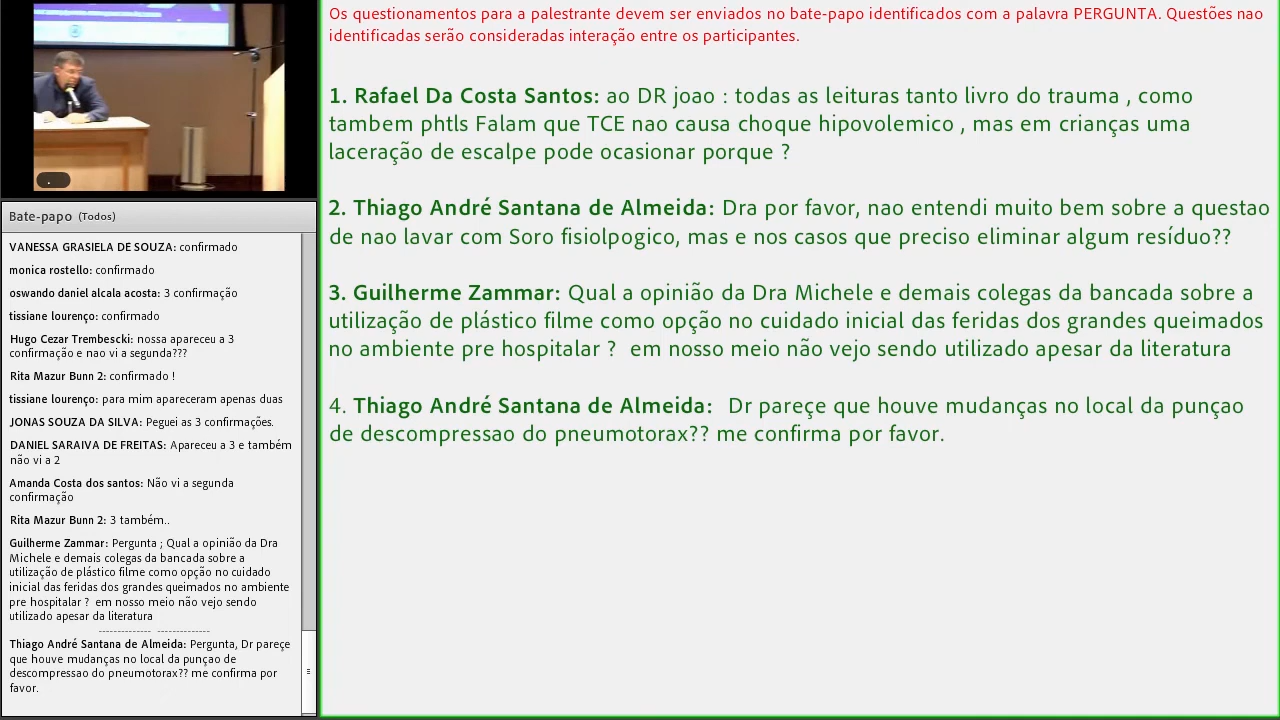 Os questionamentos para a palestrante devem ser enviados no bate-papo identificados com a palavra PERGUNTA. Questões nao
identificadas serão consideradas interação entre os participantes.
1. Rafael Da Costa Santos: ao DR joao : todas as leituras tanto livro do trauma , como
tambem phtls Falam que TCE nao causa choque hipovolemico , mas em crianças uma
laceração de escalpe pode ocasionar porque ?
2. Thiago André Santana de Almeida: Dra por favor, nao entendi muito bem sobre a questao
de nao lavar com Soro fisiolpogico, mas e nos casos que preciso eliminar algum resíduo??
3. Guilherme Zammar: Qual a opinião da Dra Michele e demais colegas da bancada sobre a
utilização de plástico filme como opção no cuidado inicial das feridas dos grandes queimados
no ambiente pre hospitalar ?  em nosso meio não vejo sendo utilizado apesar da literatura
4. Thiago André Santana de Almeida:  Dr pareçe que houve mudanças no local da punçao
de descompressao do pneumotorax?? me confirma por favor.
Bate-papo (Todos)
VANESSA GRASIELA DE SOUZA: confirmado
monica rostello: confirmado
oswando daniel alcala acosta: 3 confirmação
tissiane lourenço: confirmado
Hugo Cezar Trembescki: nossa apareceu a 3
confirmação e nao vi a segunda???
Rita Mazur Bunn 2: confirmado !
tissiane lourenço: para mim apareceram apenas duas
JONAS SOUZA DA SILVA: Peguei as 3 confirmações.
DANIEL SARAIVA DE FREITAS: Apareceu a 3 e também
não vi a 2
Amanda Costa dos santos: Não vi a segunda
confirmação
Rita Mazur Bunn 2: 3 também..
Guilherme Zammar: Pergunta ; Qual a opinião da Dra
Michele e demais colegas da bancada sobre a
utilização de plástico filme como opção no cuidado
inicial das feridas dos grandes queimados no ambiente
pre hospitalar ?  em nosso meio não vejo sendo
utilizado apesar da literatura
-------------- --------------
Thiago André Santana de Almeida: Pergunta, Dr pareçe
que houve mudanças no local da punçao de
descompressao do pneumotorax?? me confirma por
favor.